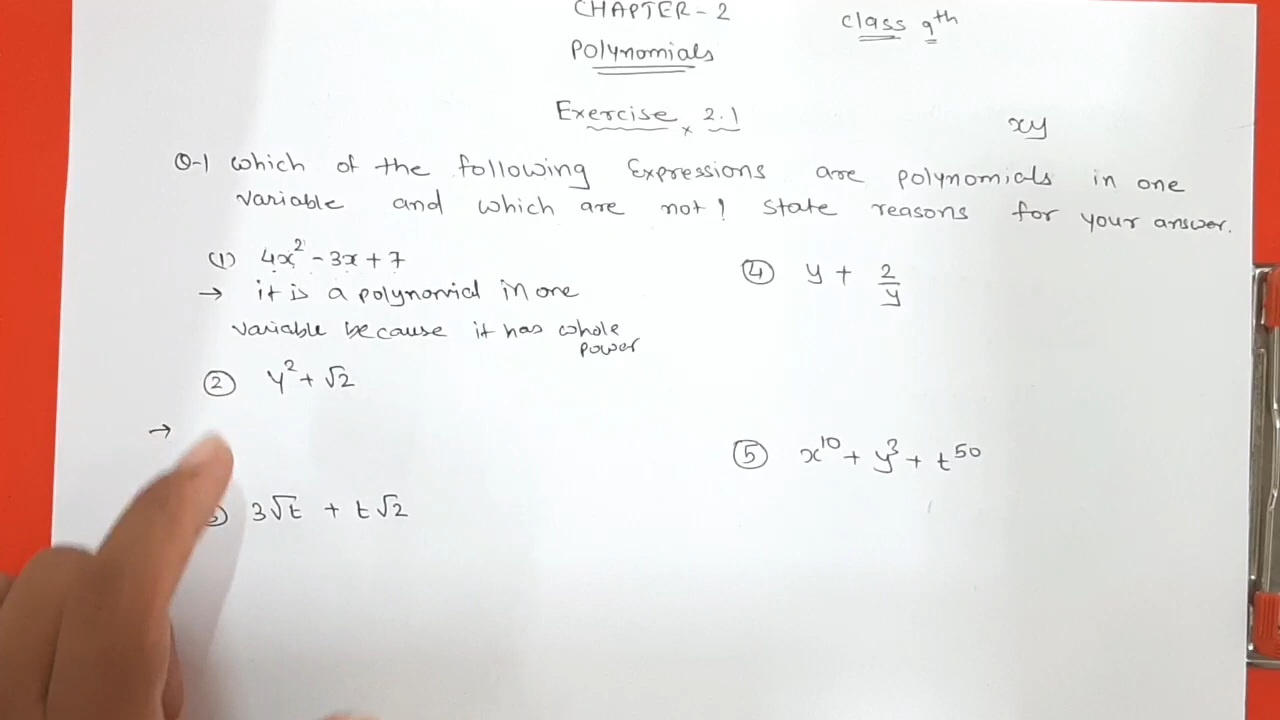 CHAPTER - 2
class 9th
Polynomials
Exercise 2.1
xy
Q-1 which of the following Expressions are polynomials in one
variable and which are not! State reasons for your answer.
(1) 4x² - 3x + 7
→ it is a polynomial in one
variable because it has whole
power
② y² + √2
→
3√t + t√2
④ y + 2/y
⑤ x¹⁰ + y³ + t⁵⁰